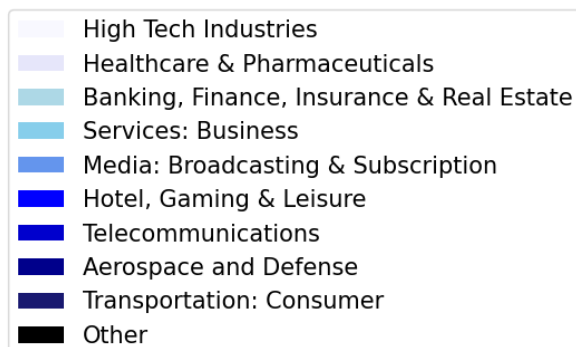 High Tech Industries
Healthcare & Pharmaceuticals
Banking, Finance, Insurance & Real Estate
Services: Business
Media: Broadcasting & Subscription
Hotel, Gaming & Leisure
Telecommunications
Aerospace and Defense
Transportation: Consumer
Other